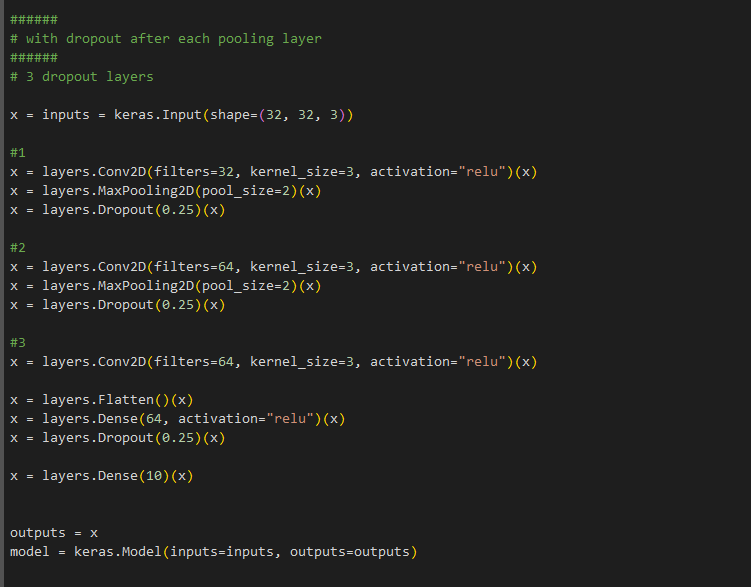 ######
# with dropout after each pooling layer
######
# 3 dropout layers
x = inputs = keras.Input(shape=(32, 32, 3))
#1
x = layers.Conv2D(filters=32, kernel_size=3, activation="relu")(x)
x = layers.MaxPooling2D(pool_size=2)(x)
x = layers.Dropout(0.25)(x)
#2
x = layers.Conv2D(filters=64, kernel_size=3, activation="relu")(x)
x = layers.MaxPooling2D(pool_size=2)(x)
x = layers.Dropout(0.25)(x)
#3
x = layers.Conv2D(filters=64, kernel_size=3, activation="relu")(x)
x = layers.Flatten()(x)
x = layers.Dense(64, activation="relu")(x)
x = layers.Dropout(0.25)(x)
x = layers.Dense(10)(x)
outputs = x
model = keras.Model(inputs=inputs, outputs=outputs)